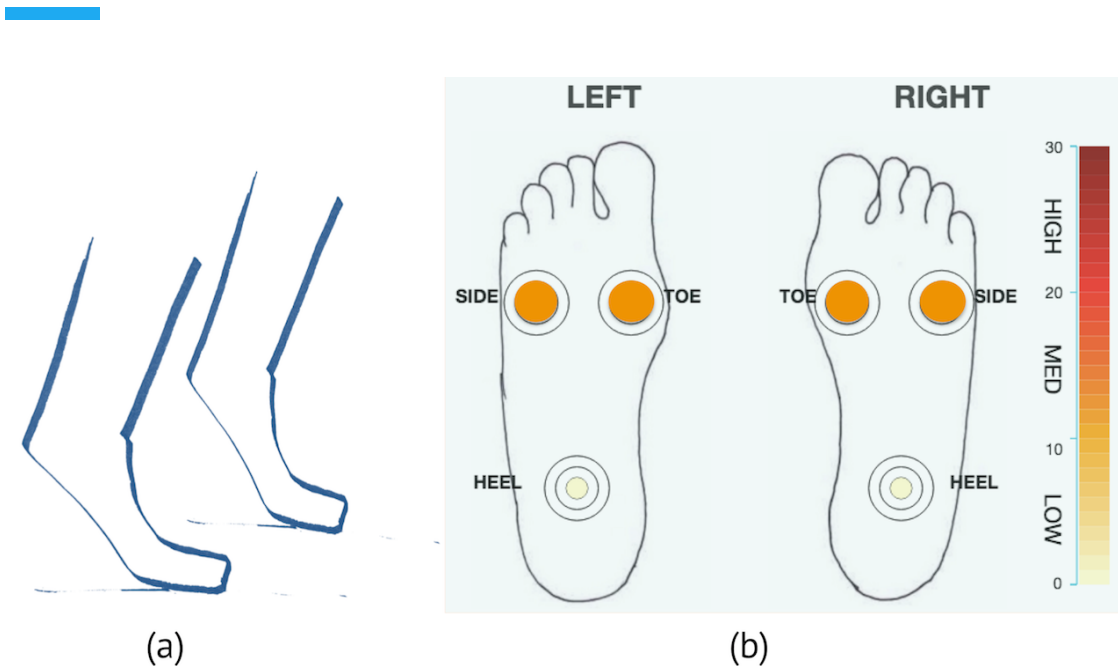 LEFT
RIGHT
SIDE
TOE
TOE
SIDE
HEEL
HEEL
30
HIGH
20
MED
10
LOW
0
(a)
(b)